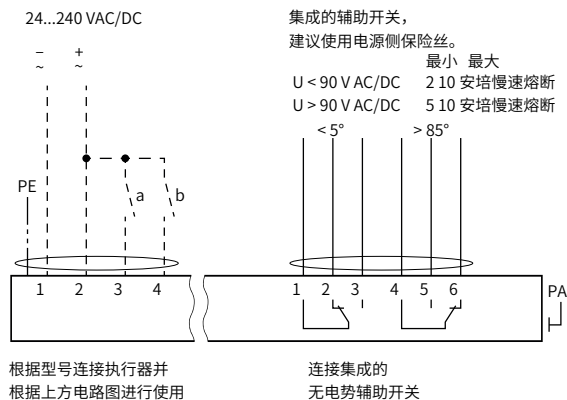 24...240 VAC/DC
− +
~ ~
集成的辅助开关，
建议使用电源侧保险丝。
最小 最大
U < 90 V AC/DC 2 10 安培慢速熔断
U > 90 V AC/DC 5 10 安培慢速熔断
< 5° > 85°
PE
a b
1 2 3 4
1 2 3 4 5 6
PA
根据型号连接执行器并
根据上方电路图进行使用
连接集成的
无电势辅助开关